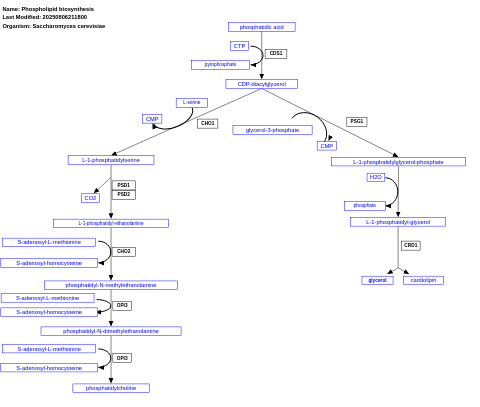 Name: Phospholipid biosynthesis
Last Modified: 20250806211800
Organism: Saccharomyces cerevisiae
phosphatidic acid
CTP
CDS1
pyrophosphate
CDP-diacylglycerol
L-serine
CMP
CHO1
glycerol-3-phosphate
PSG1
CMP
L-1-phosphatidylserine
L-1-phosphatidylglycerol-phosphate
H2O
PSD1
PSD2
CO2
phosphate
L-1-phosphatidyl-ethanolamine
L-1-phosphatidyl-glycerol
S-adenosyl-L-methionine
CHO2
CRD1
S-adenosyl-homocysteine
glycerol
cardiolipin
phosphatidyl-N-methylethanolamine
S-adenosyl-L-methionine
OPI3
S-adenosyl-homocysteine
phosphatidyl-N-dimethylethanolamine
S-adenosyl-L-methionine
OPI3
S-adenosyl-homocysteine
phosphatidylcholine